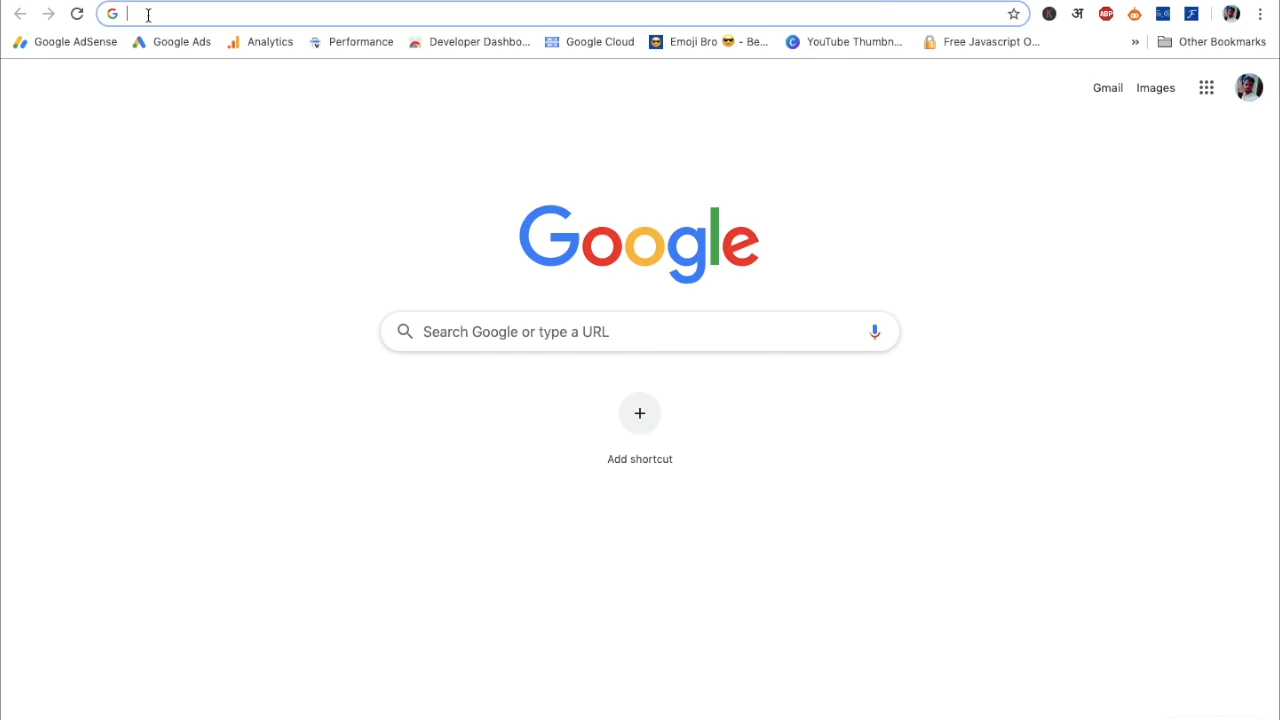 Google AdSense Google Ads Analytics Performance Developer Dashbo... Google Cloud Emoji Bro 😎 - Be... YouTube Thumbn... Free Javascript O... » Other Bookmarks
Gmail Images
Google
Search Google or type a URL
Add shortcut